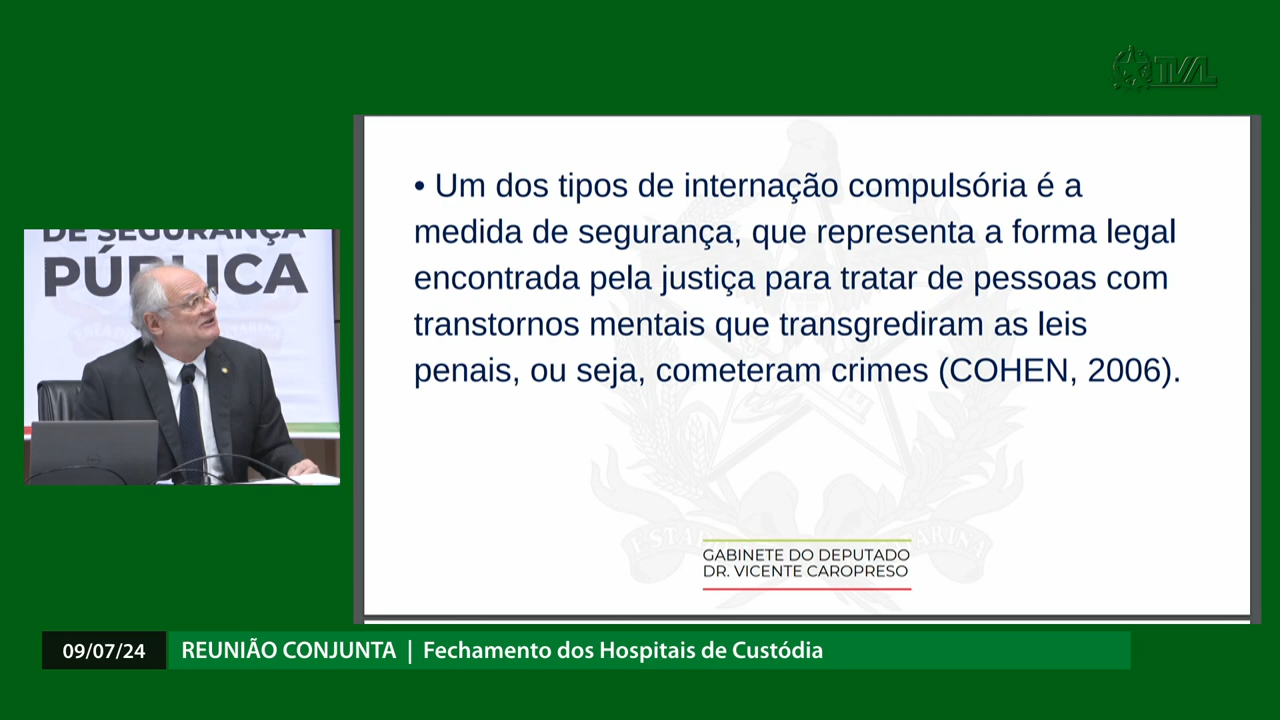 TVAL
DE SEGURANÇA
PÚBLICA
• Um dos tipos de internação compulsória é a
medida de segurança, que representa a forma legal
encontrada pela justiça para tratar de pessoas com
transtornos mentais que transgrediram as leis
penais, ou seja, cometeram crimes (COHEN, 2006).
GABINETE DO DEPUTADO
DR. VICENTE CAROPRESO
09/07/24
REUNIÃO CONJUNTA | Fechamento dos Hospitais de Custódia